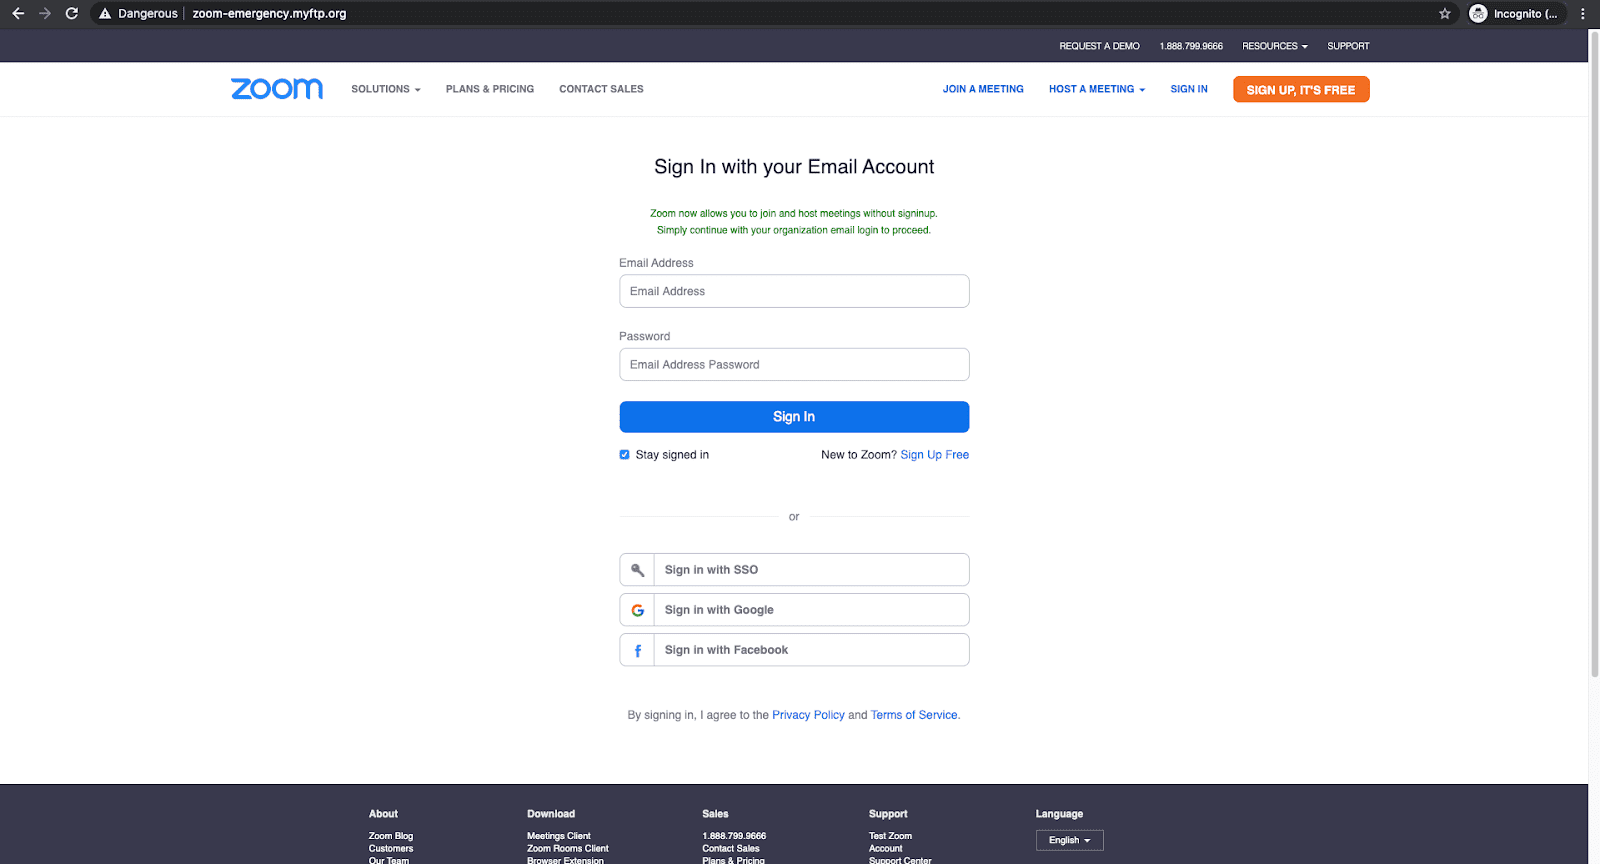 Dangerous zoom-emergency.myftp.org Incognito (...
REQUEST A DEMO 1.888.799.9666 RESOURCES SUPPORT
zoom SOLUTIONS PLANS & PRICING CONTACT SALES JOIN A MEETING HOST A MEETING SIGN IN SIGN UP, IT'S FREE
Sign In with your Email Account
Zoom now allows you to join and host meetings without signinup.
Simply continue with your organization email login to proceed.
Email Address
Email Address
Password
Email Address Password
Sign In
Stay signed in New to Zoom? Sign Up Free
or
Sign in with SSO
Sign in with Google
Sign in with Facebook
By signing in, I agree to the Privacy Policy and Terms of Service.
About Download Sales Support Language
Zoom Blog Meetings Client 1.888.799.9666 Test Zoom English
Customers Zoom Rooms Client Contact Sales Account
Our Team Browser Extension Plans & Pricing Support Center